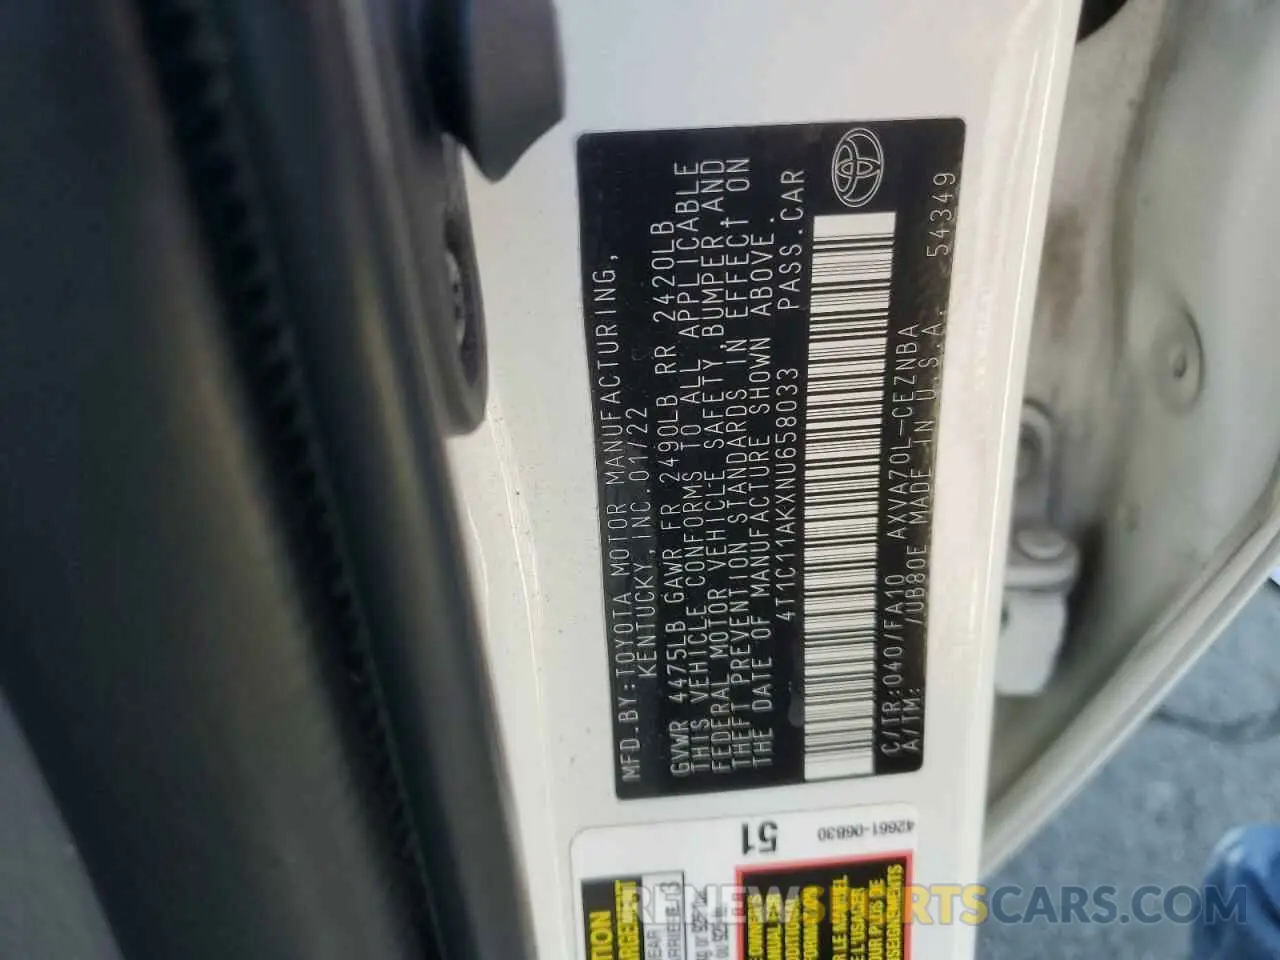 MFD.BY:TOYOTA MOTOR MANUFACTURING,
KENTUCKY, INC. 01/22
GVWR 4475LB GAWR FR 2490LB RR 2420LB
THIS VEHICLE CONFORMS TO ALL APPLICABLE
FEDERAL MOTOR VEHICLE SAFETY, BUMPER, AND
THEFT PREVENTION STANDARDS IN EFFECT ON
THE DATE OF MANUFACTURE SHOWN ABOVE.
4T1C11AKXNU658033 PASS.CAR
C/TR:040/FA10 AXVA70L-CEZNBA
A/TM: /UB80E MADE IN U.S.A. 54349
42661-06B30
51
RENEWSPORTSCARS.COM